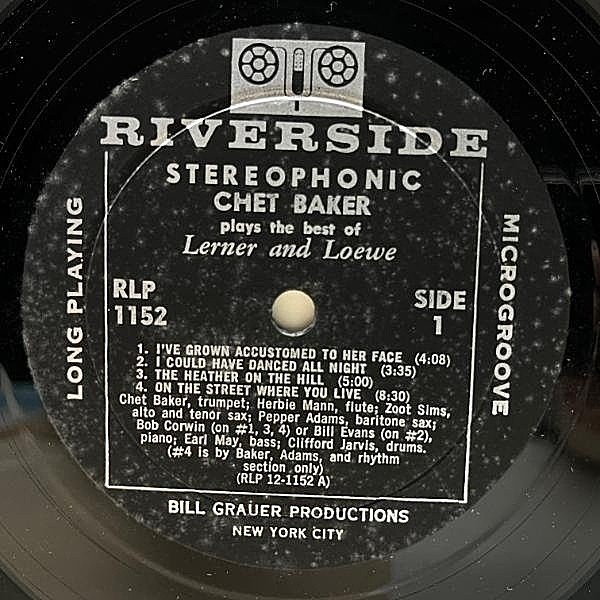 RIVERSIDE
STEREOPHONIC
CHET BAKER
plays the best of
Lerner and Loewe
LONG PLAYING
MICROGROOVE
RLP
1152
SIDE
1
1. I'VE GROWN ACCUSTOMED TO HER FACE (4:08)
2. I COULD HAVE DANCED ALL NIGHT (3:35)
3. THE HEATHER ON THE HILL (5:00)
4. ON THE STREET WHERE YOU LIVE (8:30)
Chet Baker, trumpet; Herbie Mann, flute; Zoot Sims,
alto and tenor sax; Pepper Adams, baritone sax;
Bob Corwin (on #1, 3, 4) or Bill Evans (on #2),
piano; Earl May, bass; Clifford Jarvis, drums.
(#4 is by Baker, Adams, and rhythm
section only)
(RLP 12-1152 A)
BILL GRAUER PRODUCTIONS
NEW YORK CITY